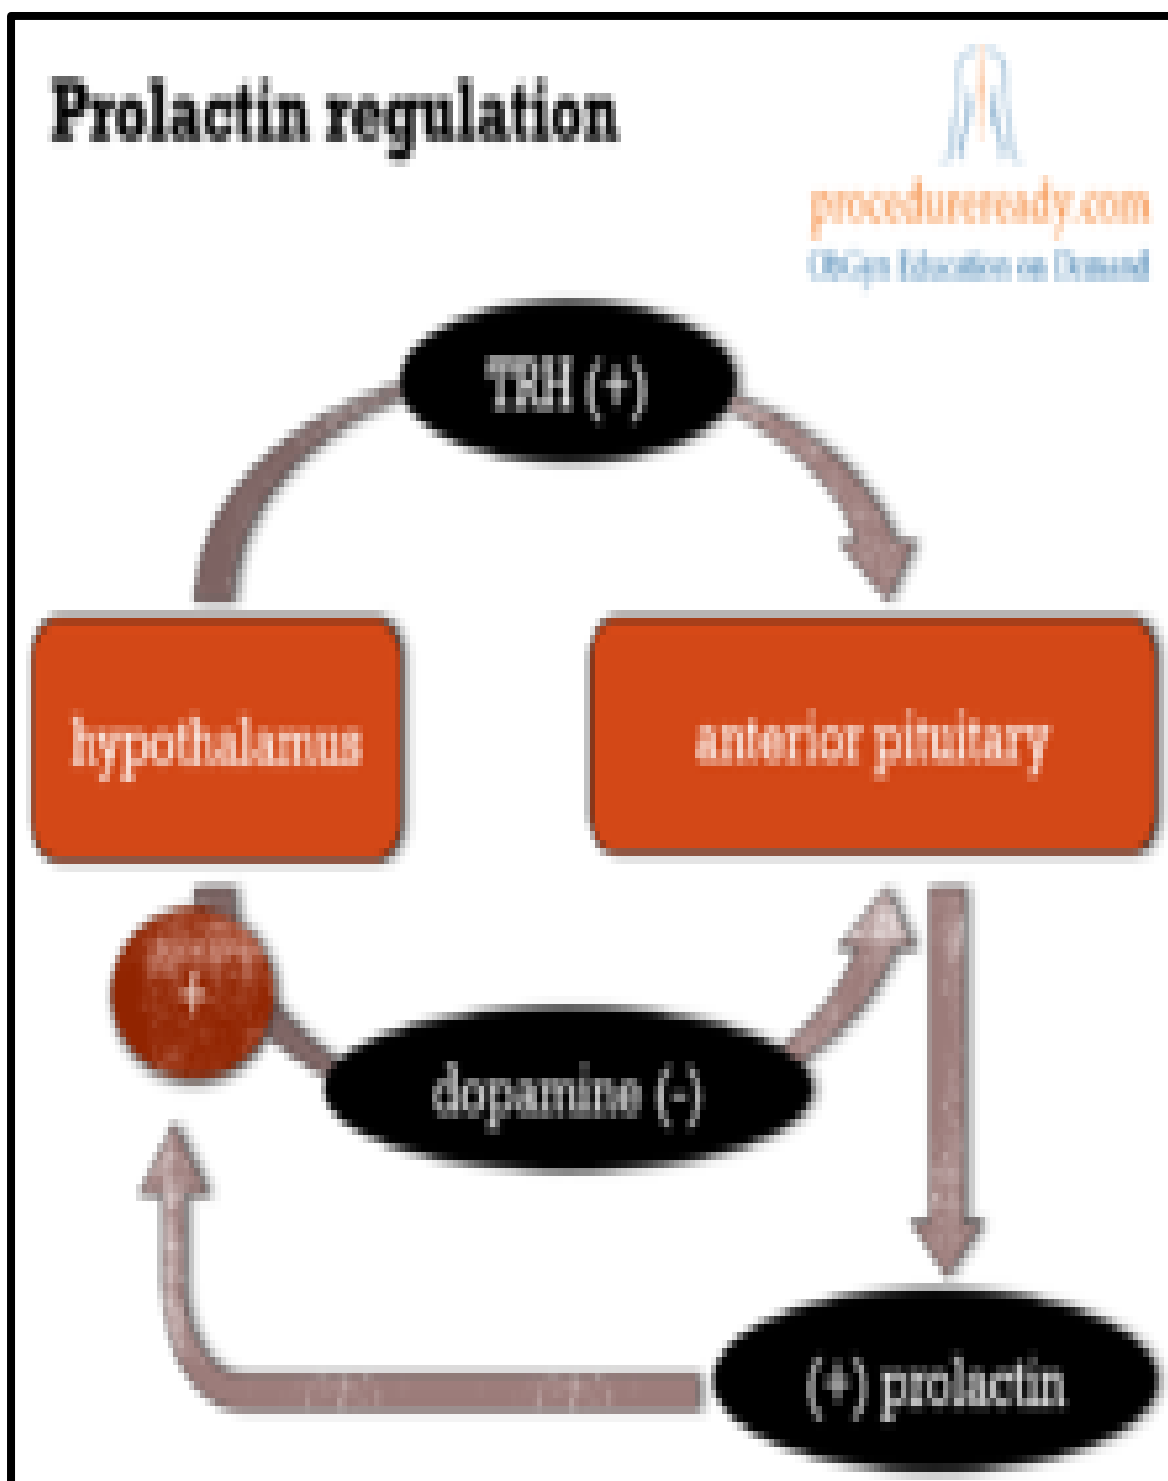 Prolactin regulation
procedureready.com
ObGyn Education on Demand
TRH (+)
hypothalamus
anterior pituitary
+
dopamine (-)
(+) prolactin